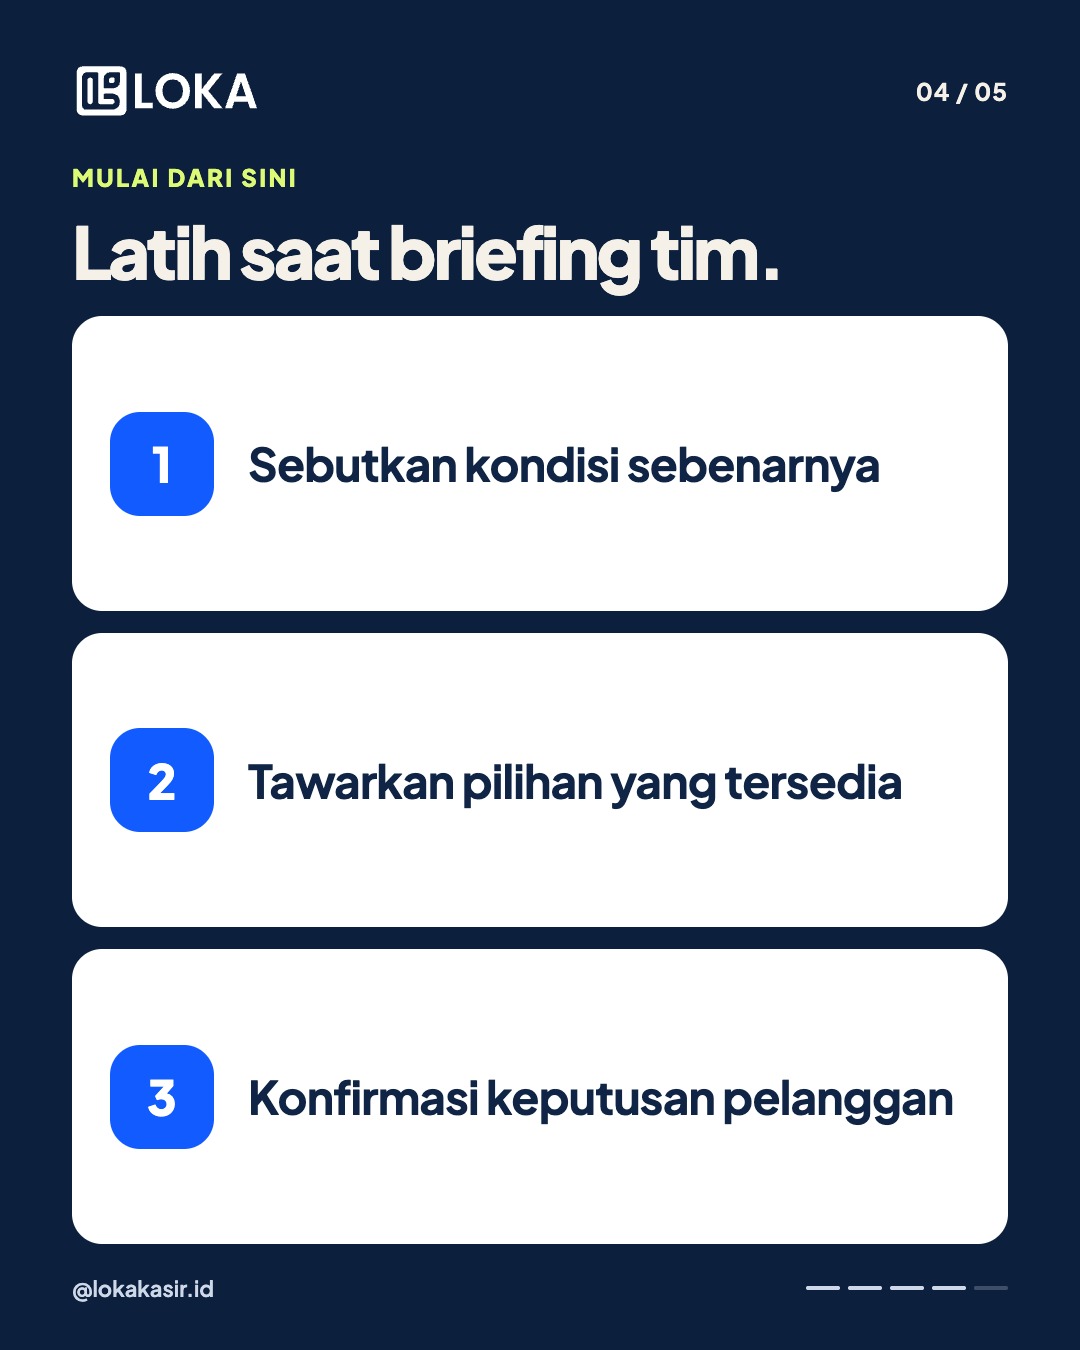 LOKA
04 / 05
MULAI DARI SINI
Latih saat briefing tim.
1
Sebutkan kondisi sebenarnya
2
Tawarkan pilihan yang tersedia
3
Konfirmasi keputusan pelanggan
@lokakasir.id